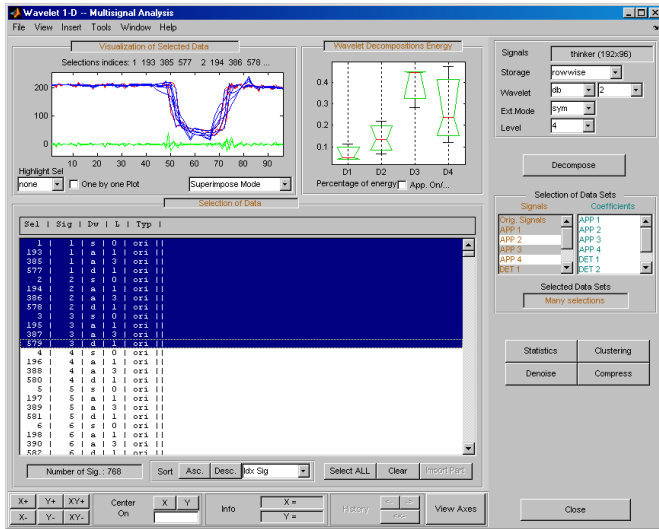 Wavelet 1-D -- Multisignal Analysis
File View Insert Tools Window Help
Visualization of Selected Data
Selections indices: 1 193 385 577 2 194 386 578 ...
200
100
0
10 20 30 40 50 60 70 80 90
Highlight Sel
none
One by one Plot
Superimpose Mode
Wavelet Decompositions Energy
0.4
0.3
0.2
0.1
D1 D2 D3 D4
Percentage of energy
App. On/...
Selection of Data
Sel | Sig | Dw | L | Typ |
1 | 1 | s | 0 | ori ||
193 | 1 | a | 1 | ori ||
385 | 1 | a | 3 | ori ||
577 | 1 | d | 1 | ori ||
2 | 2 | s | 0 | ori ||
194 | 2 | a | 1 | ori ||
386 | 2 | a | 3 | ori ||
578 | 2 | d | 1 | ori ||
3 | 3 | s | 0 | ori ||
195 | 3 | a | 1 | ori ||
387 | 3 | a | 3 | ori ||
579 | 3 | d | 1 | ori ||
4 | 4 | s | 0 | ori ||
196 | 4 | a | 1 | ori ||
388 | 4 | a | 3 | ori ||
580 | 4 | d | 1 | ori ||
5 | 5 | s | 0 | ori ||
197 | 5 | a | 1 | ori ||
389 | 5 | a | 3 | ori ||
581 | 5 | d | 1 | ori ||
6 | 6 | s | 0 | ori ||
198 | 6 | a | 1 | ori ||
390 | 6 | a | 3 | ori ||
582 | 6 | d | 1 | ori ||
Number of Sig. : 768
Sort
Asc.
Desc.
Idx Sig
Select ALL
Clear
Import Part.
Signals
thinker (192x96)
Storage
rowwise
Wavelet
db
2
Ext.Mode
sym
Level
4
Decompose
Selection of Data Sets
Signals
Coefficients
Orig. Signals
APP 1
APP 2
APP 3
APP 4
DET 1
APP 1
APP 2
APP 3
APP 4
DET 1
DET 2
Selected Data Sets
Many selections
Statistics
Clustering
Denoise
Compress
X+ Y+ XY+
X- Y- XY-
Center
On
X Y
Info
X =
Y =
History
<-
->
<<-
View Axes
Close